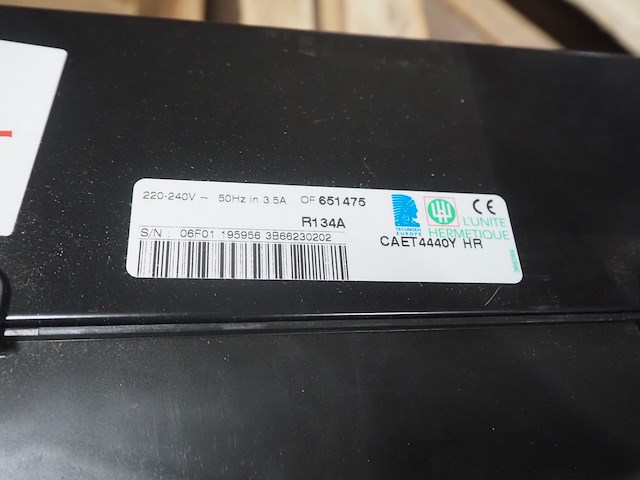 220-240V ~ 50Hz In 3.5A OF 651475
R134A
S/N : 06F01 195956 3B66230202
TECUMSEH
EUROPE
CE
L'UNITE
HERMETIQUE
CAET4440Y HR